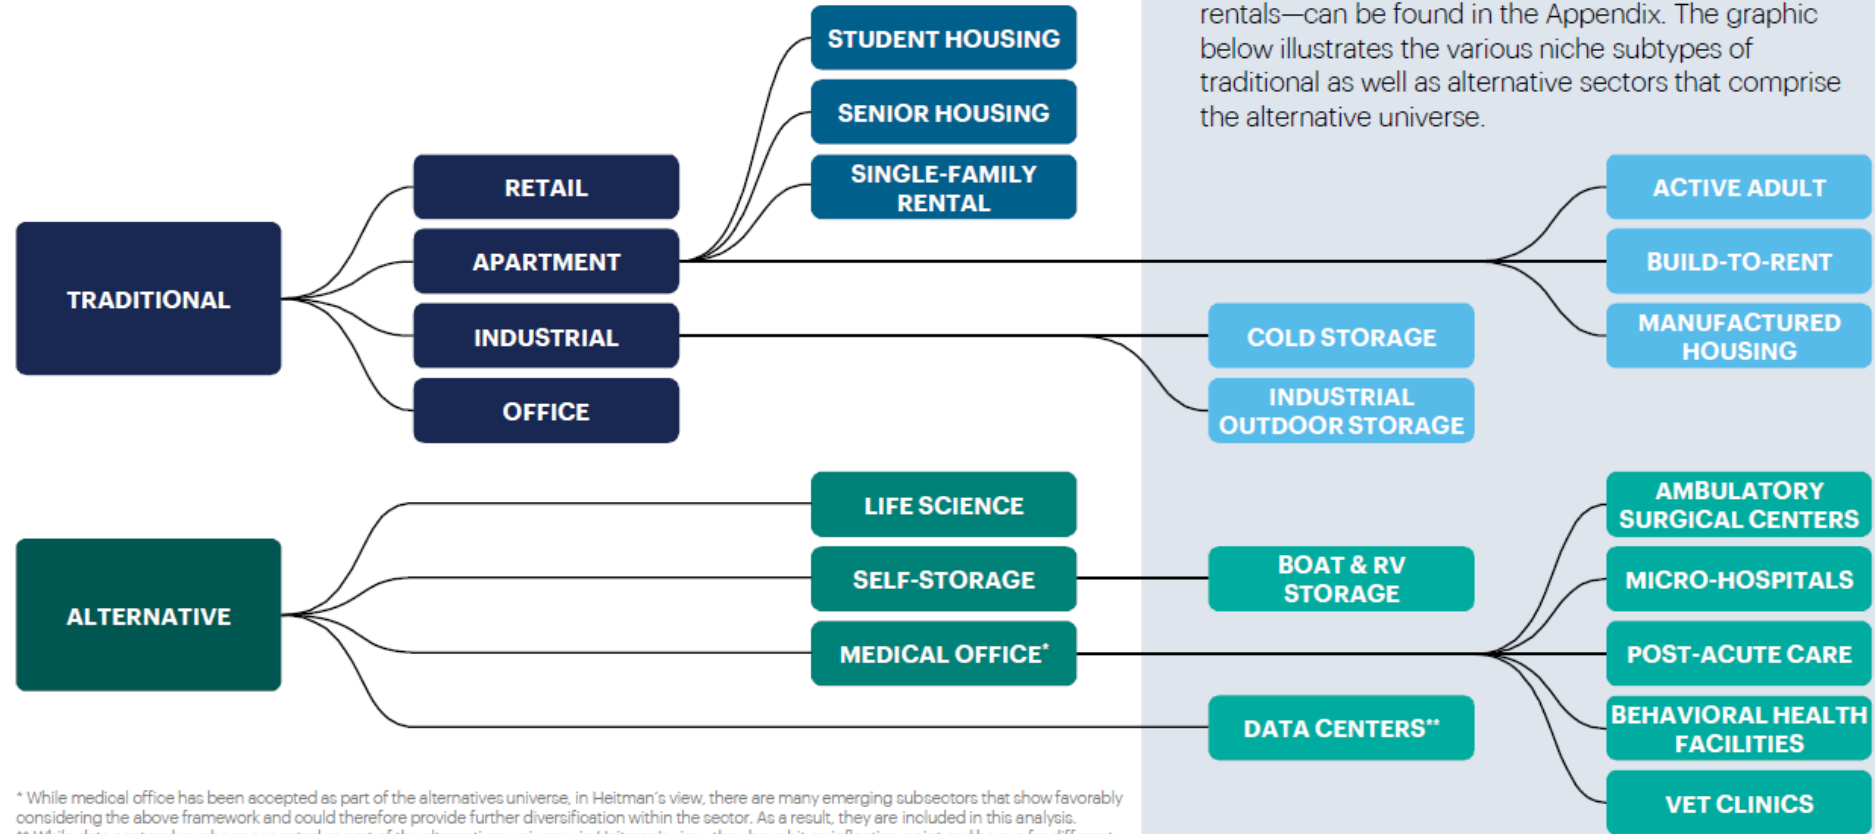 rentals—can be found in the Appendix. The graphic
below illustrates the various niche subtypes of
traditional as well as alternative sectors that comprise
the alternative universe.
TRADITIONAL
RETAIL
APARTMENT
INDUSTRIAL
OFFICE
STUDENT HOUSING
SENIOR HOUSING
SINGLE-FAMILY
RENTAL
COLD STORAGE
INDUSTRIAL
OUTDOOR STORAGE
ACTIVE ADULT
BUILD-TO-RENT
MANUFACTURED
HOUSING
ALTERNATIVE
LIFE SCIENCE
SELF-STORAGE
MEDICAL OFFICE*
BOAT & RV
STORAGE
DATA CENTERS**
AMBULATORY
SURGICAL CENTERS
MICRO-HOSPITALS
POST-ACUTE CARE
BEHAVIORAL HEALTH
FACILITIES
VET CLINICS
* While medical office has been accepted as part of the alternatives universe, in Heitman's view, there are many emerging subsectors that show favorably
considering the above framework and could therefore provide further diversification within the sector. As a result, they are included in this analysis.